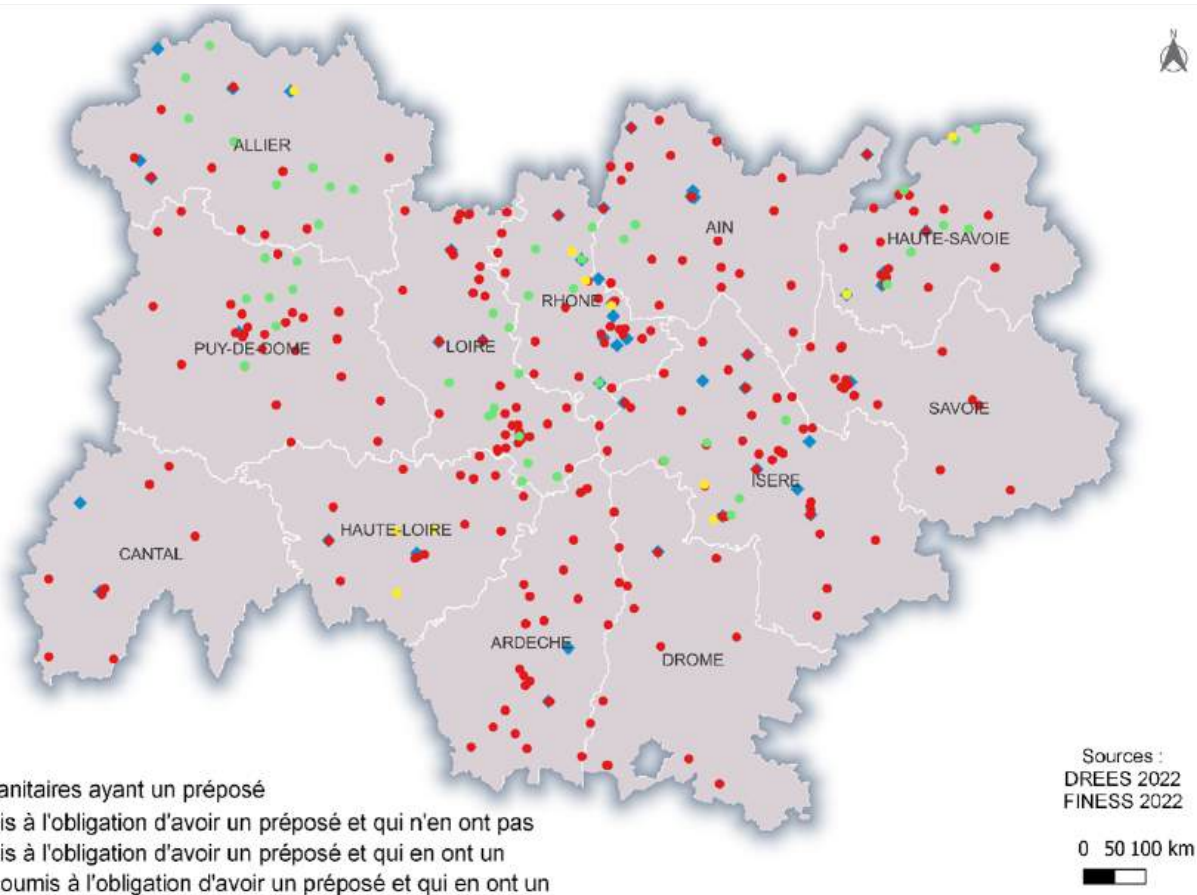 N
ALLIER
AIN
HAUTE-SAVOIE
RHONE
PUY-DE-DOME
LOIRE
SAVOIE
ISERE
HAUTE-LOIRE
CANTAL
ARDECHE
DROME
Sources :
DREES 2022
FINESS 2022
0 50 100 km
anitaires ayant un préposé
is à l'obligation d'avoir un préposé et qui n'en ont pas
is à l'obligation d'avoir un préposé et qui en ont un
oumis à l'obligation d'avoir un préposé et qui en ont un